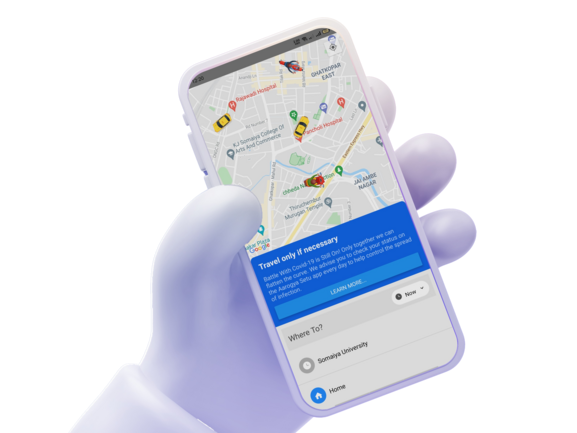 GHATKOPAR
EAST
Rajawadi Hospital
KJ Somaiya College Of
Arts And Commerce
Kancholi Hospital
JAI AMBE
NAGAR
Thiruchembur
Murugan Temple
Google
Travel only if necessary
Battle With Covid-19 is Still On! Only together we can
flatten the curve. We advise you to check your status on
the Aarogya Setu app every day to help control the spread
of infection.
LEARN MORE
Where To?
Now
Somaiya University
Home